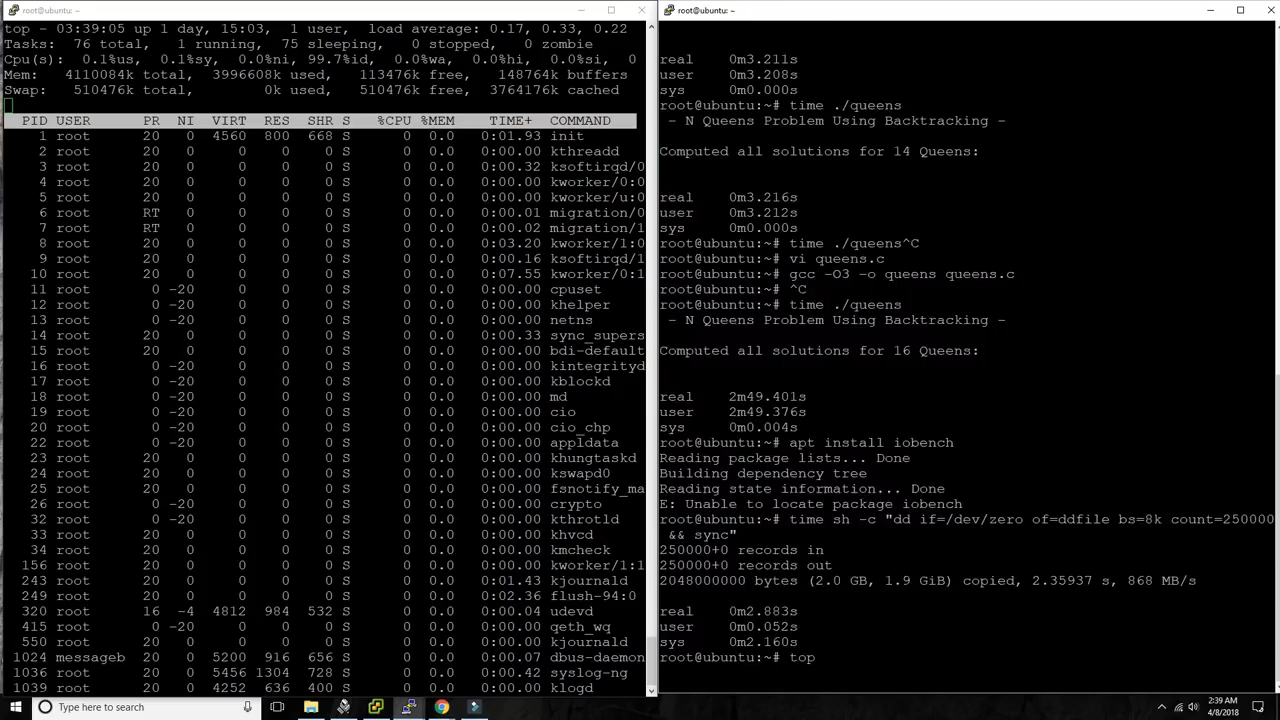 root@ubuntu: ~
top - 03:39:05 up 1 day, 15:03, 1 user, load average: 0.17, 0.33, 0.22
Tasks: 76 total, 1 running, 75 sleeping, 0 stopped, 0 zombie
Cpu(s): 0.1%us, 0.1%sy, 0.0%ni, 99.7%id, 0.0%wa, 0.0%hi, 0.0%si, 0
Mem: 4110084k total, 3996608k used, 113476k free, 148764k buffers
Swap: 510476k total, 0k used, 510476k free, 3764176k cached
PID USER PR NI VIRT RES SHR S %CPU %MEM TIME+ COMMAND
1 root 20 0 4560 800 668 S 0 0.0 0:01.93 init
2 root 20 0 0 0 0 S 0 0.0 0:00.00 kthreadd
3 root 20 0 0 0 0 S 0 0.0 0:00.32 ksoftirqd/0
4 root 20 0 0 0 0 S 0 0.0 0:00.00 kworker/0:0
5 root 20 0 0 0 0 S 0 0.0 0:00.00 kworker/u:0
6 root RT 0 0 0 0 S 0 0.0 0:00.01 migration/0
7 root RT 0 0 0 0 S 0 0.0 0:00.02 migration/1
8 root 20 0 0 0 0 S 0 0.0 0:03.20 kworker/1:0
9 root 20 0 0 0 0 S 0 0.0 0:00.16 ksoftirqd/1
10 root 20 0 0 0 0 S 0 0.0 0:07.55 kworker/0:1
11 root 0 -20 0 0 0 S 0 0.0 0:00.00 cpuset
12 root 0 -20 0 0 0 S 0 0.0 0:00.00 khelper
13 root 0 -20 0 0 0 S 0 0.0 0:00.00 netns
14 root 20 0 0 0 0 S 0 0.0 0:00.33 sync_supers
15 root 20 0 0 0 0 S 0 0.0 0:00.00 bdi-default
16 root 0 -20 0 0 0 S 0 0.0 0:00.00 kintegrityd
17 root 0 -20 0 0 0 S 0 0.0 0:00.00 kblockd
18 root 0 -20 0 0 0 S 0 0.0 0:00.00 md
19 root 0 -20 0 0 0 S 0 0.0 0:00.00 cio
20 root 0 -20 0 0 0 S 0 0.0 0:00.00 cio_chp
22 root 0 -20 0 0 0 S 0 0.0 0:00.00 appldata
23 root 20 0 0 0 0 S 0 0.0 0:00.00 khungtaskd
24 root 20 0 0 0 0 S 0 0.0 0:00.00 kswapd0
25 root 20 0 0 0 0 S 0 0.0 0:00.00 fsnotify_ma
26 root 0 -20 0 0 0 S 0 0.0 0:00.00 crypto
32 root 0 -20 0 0 0 S 0 0.0 0:00.00 kthrotld
33 root 20 0 0 0 0 S 0 0.0 0:00.00 khvcd
34 root 20 0 0 0 0 S 0 0.0 0:00.00 kmcheck
156 root 20 0 0 0 0 S 0 0.0 0:00.00 kworker/1:1
243 root 20 0 0 0 0 S 0 0.0 0:01.43 kjournald
249 root 20 0 0 0 0 S 0 0.0 0:02.36 flush-94:0
320 root 16 -4 4812 984 532 S 0 0.0 0:00.04 udevd
415 root 0 -20 0 0 0 S 0 0.0 0:00.00 qeth_wq
550 root 20 0 0 0 0 S 0 0.0 0:00.00 kjournald
1024 messageb 20 0 5200 916 656 S 0 0.0 0:00.07 dbus-daemon
1036 root 20 0 5456 1304 728 S 0 0.0 0:00.42 syslog-ng
1039 root 20 0 4252 636 400 S 0 0.0 0:00.00 klogd
root@ubuntu: ~
real 0m3.211s
user 0m3.208s
sys 0m0.000s
root@ubuntu:~# time ./queens
- N Queens Problem Using Backtracking -
Computed all solutions for 14 Queens:
real 0m3.216s
user 0m3.212s
sys 0m0.000s
root@ubuntu:~# time ./queens^C
root@ubuntu:~# vi queens.c
root@ubuntu:~# gcc -O3 -o queens queens.c
root@ubuntu:~# ^C
root@ubuntu:~# time ./queens
- N Queens Problem Using Backtracking -
Computed all solutions for 16 Queens:
real 2m49.401s
user 2m49.376s
sys 0m0.004s
root@ubuntu:~# apt install iobench
Reading package lists... Done
Building dependency tree
Reading state information... Done
E: Unable to locate package iobench
root@ubuntu:~# time sh -c "dd if=/dev/zero of=ddfile bs=8k count=250000
&& sync"
250000+0 records in
250000+0 records out
2048000000 bytes (2.0 GB, 1.9 GiB) copied, 2.35937 s, 868 MB/s
real 0m2.883s
user 0m0.052s
sys 0m2.160s
root@ubuntu:~# top
Type here to search
2:39 AM
4/8/2018